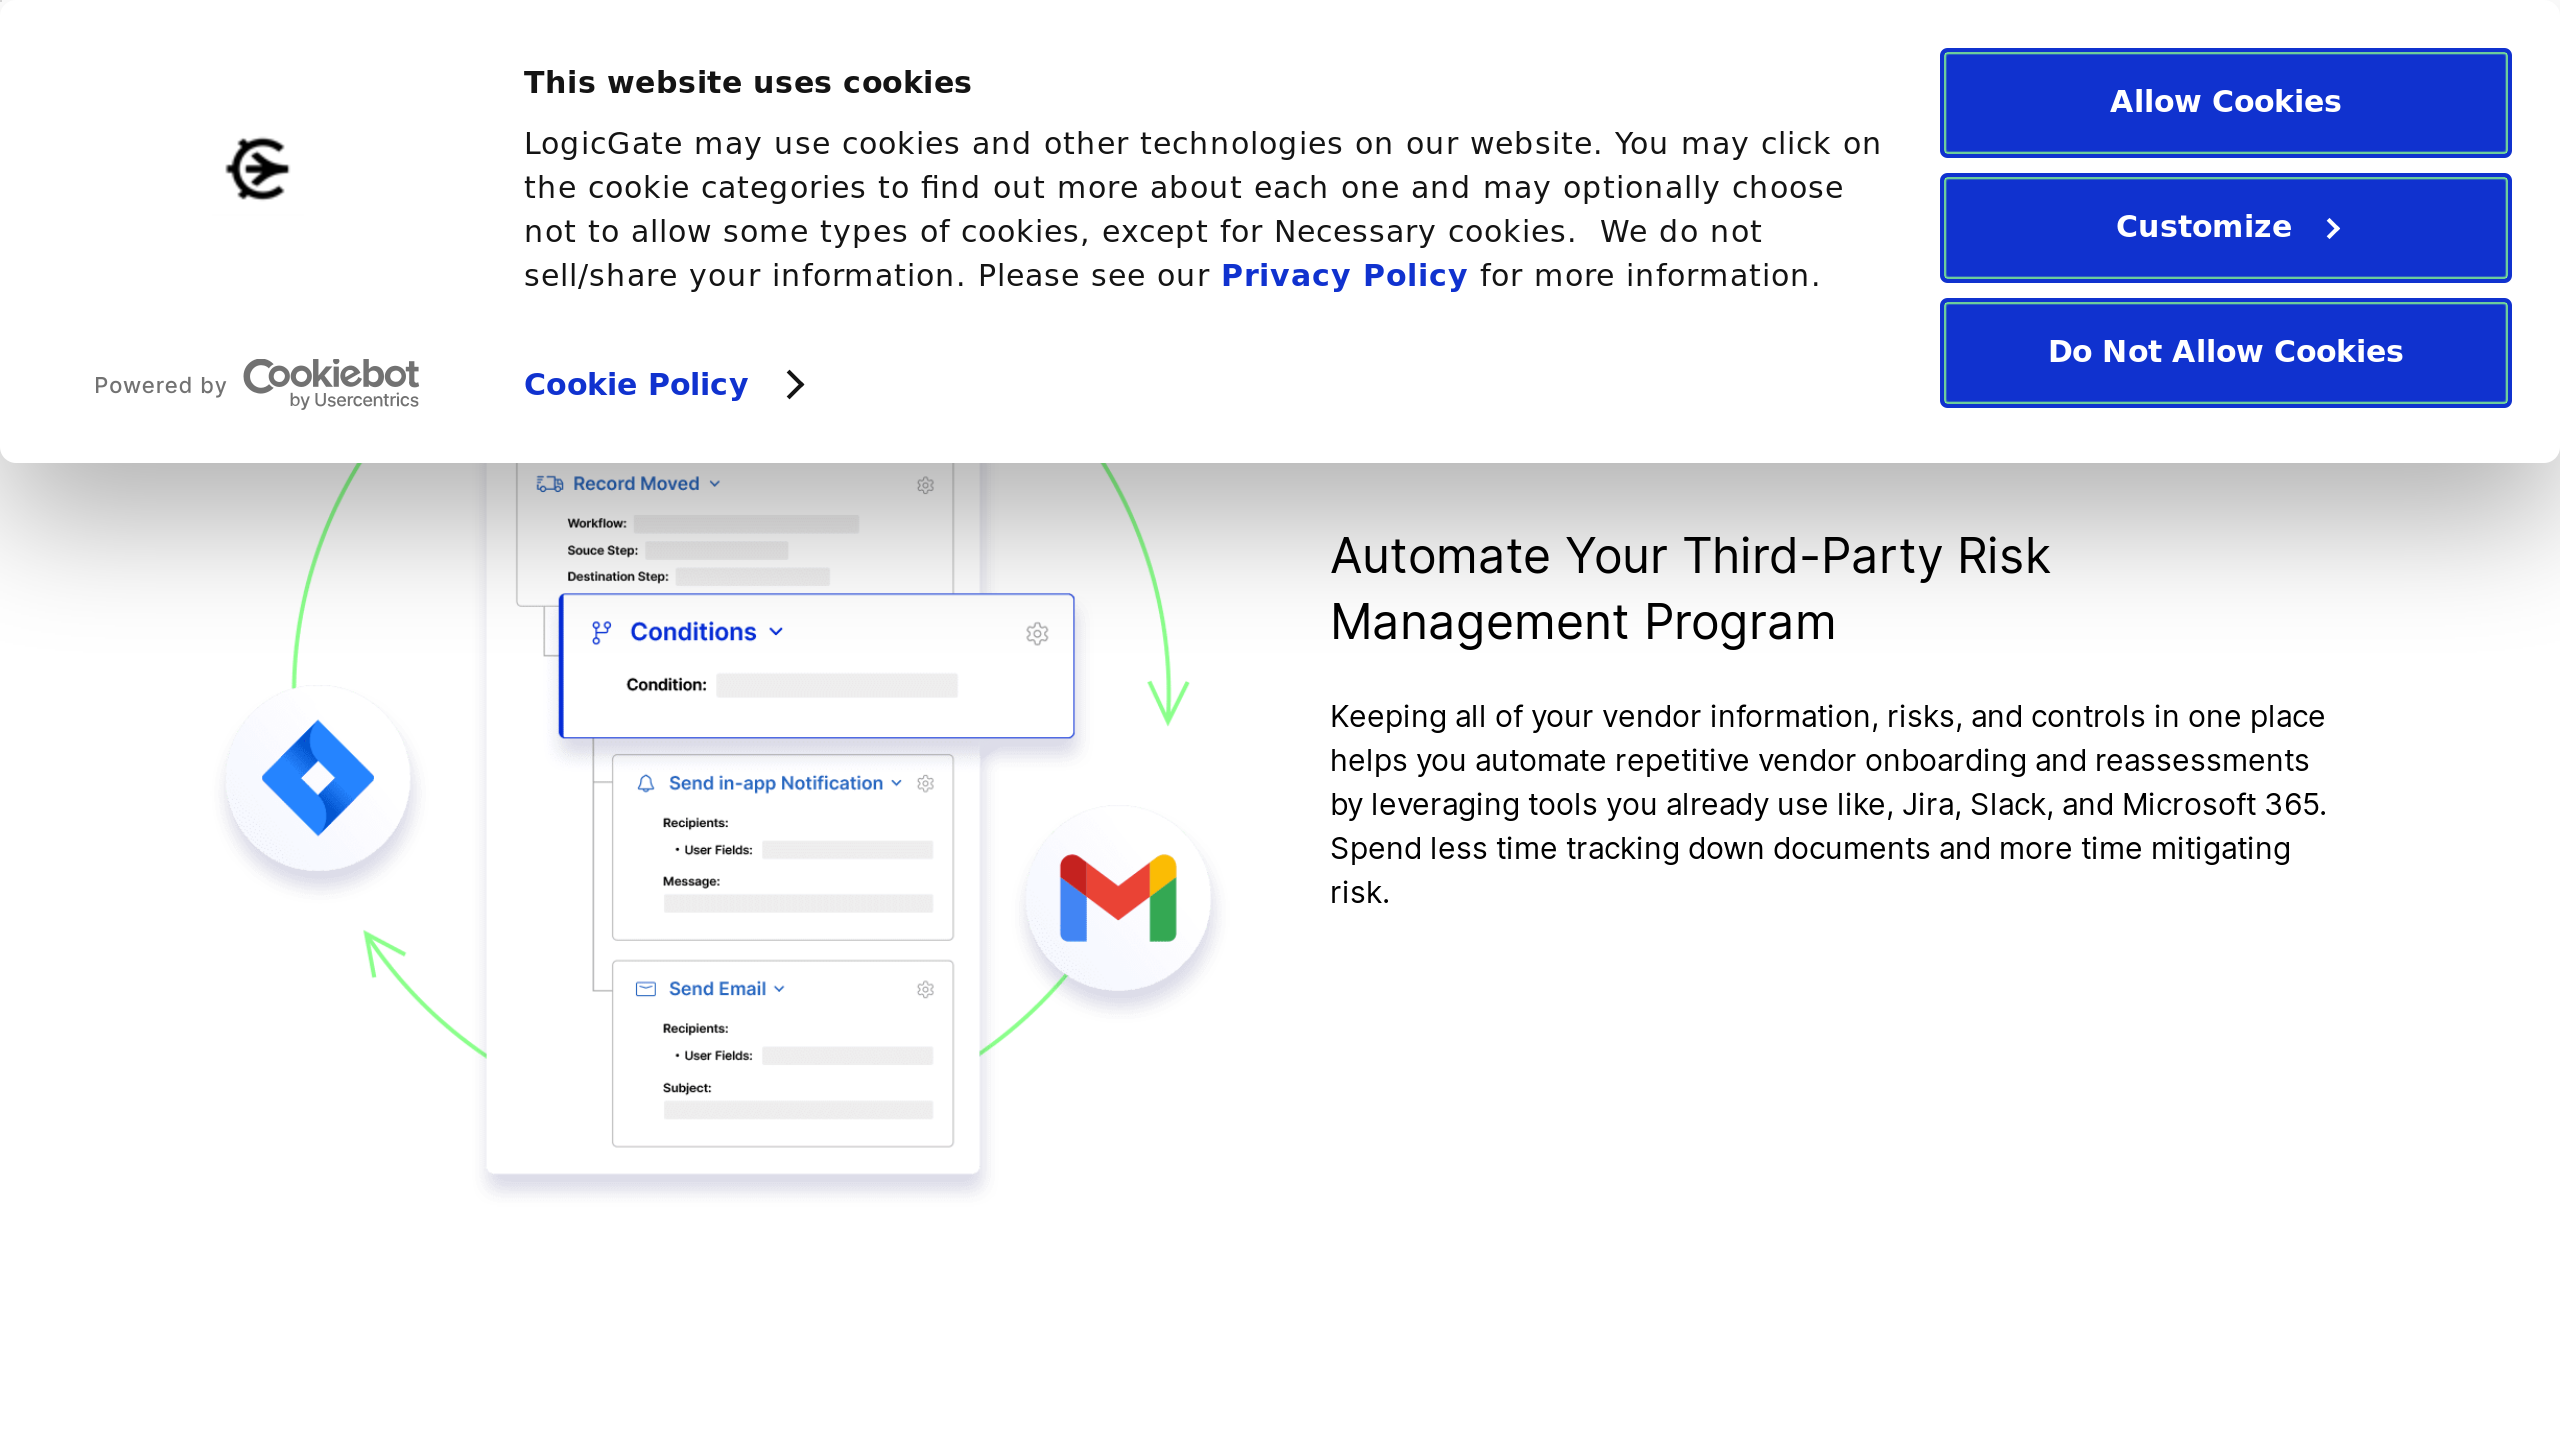 This website uses cookies
LogicGate may use cookies and other technologies on our website. You may click on
the cookie categories to find out more about each one and may optionally choose
not to allow some types of cookies, except for Necessary cookies.  We do not
sell/share your information. Please see our Privacy Policy for more information.
Powered by Cookiebot
by Usercentrics
Cookie Policy
Allow Cookies
Customize
Do Not Allow Cookies
Record Moved
Workflow:
Souce Step:
Destination Step:
Conditions
Condition:
Send in-app Notification
Recipients:
• User Fields:
Message:
Send Email
Recipients:
• User Fields:
Subject:
Automate Your Third-Party Risk
Management Program
Keeping all of your vendor information, risks, and controls in one place
helps you automate repetitive vendor onboarding and reassessments
by leveraging tools you already use like, Jira, Slack, and Microsoft 365.
Spend less time tracking down documents and more time mitigating
risk.